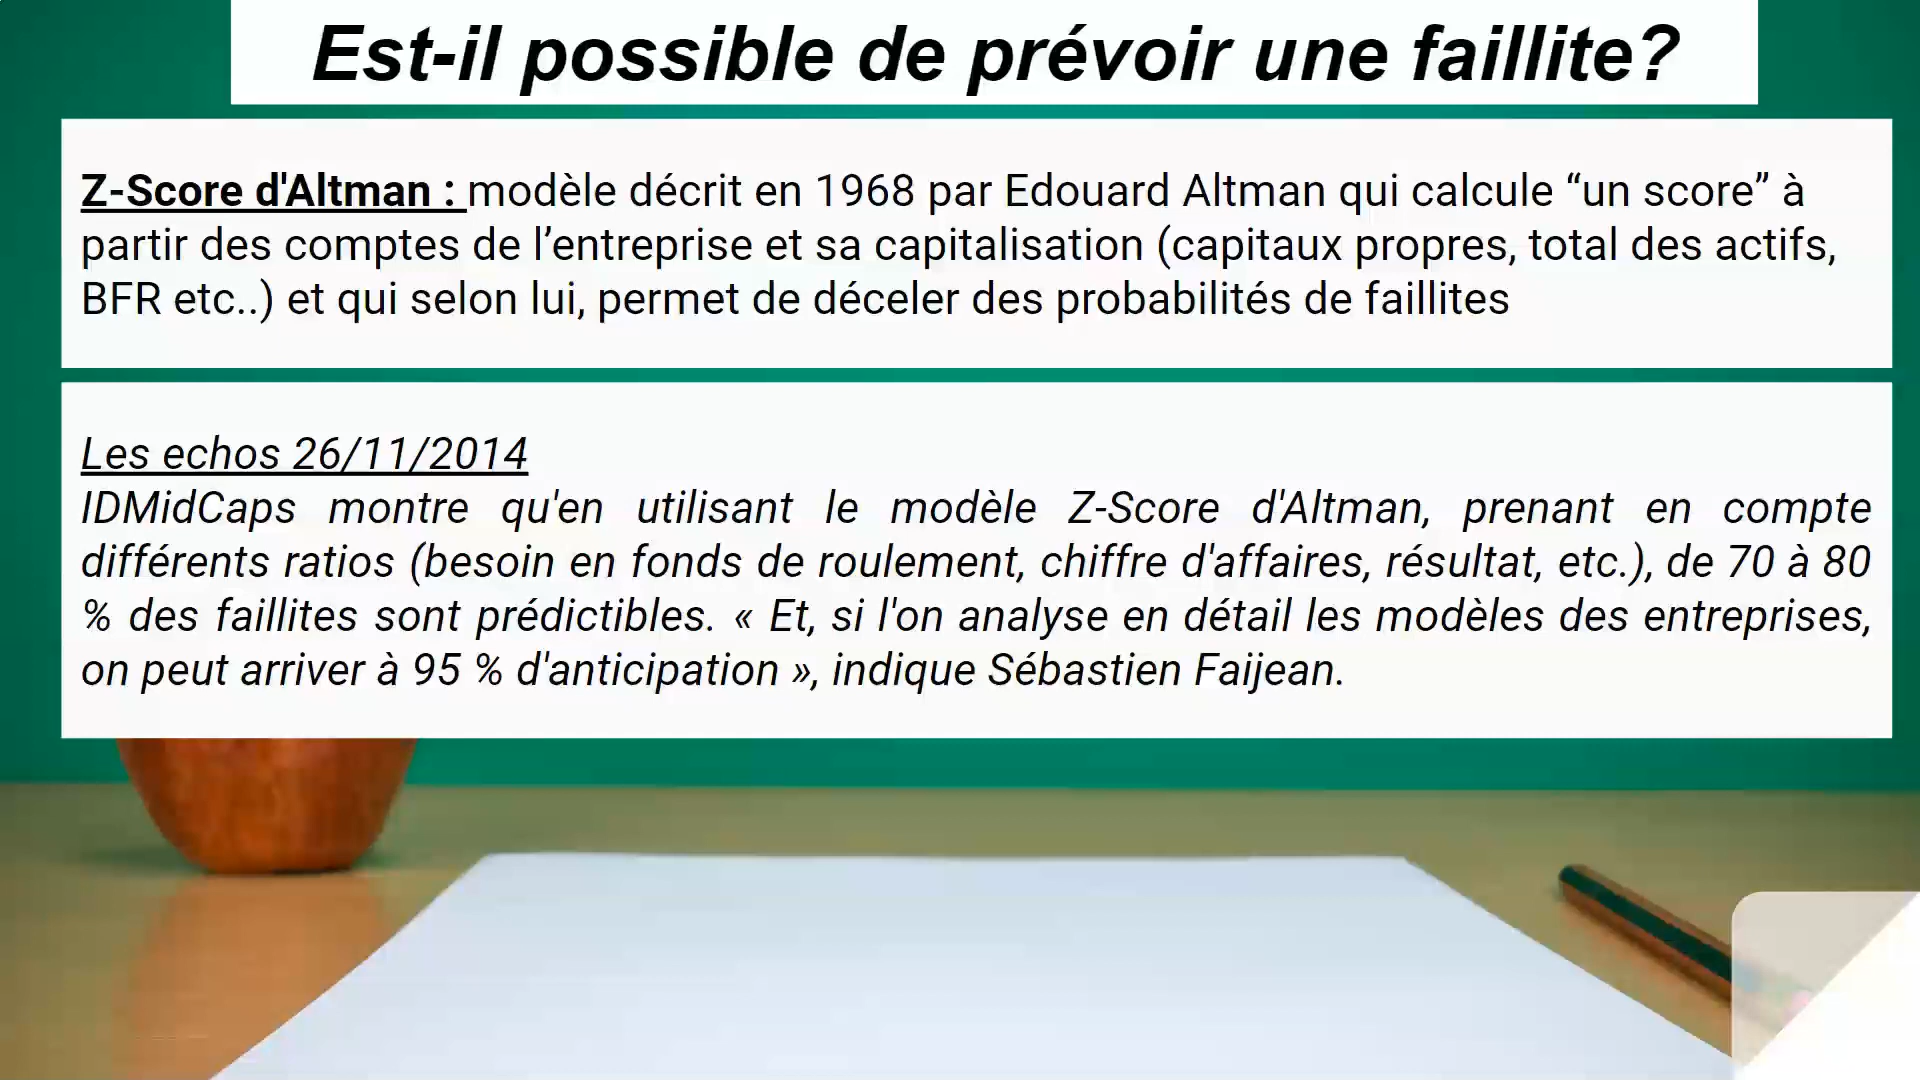 Est-il possible de prévoir une faillite?
Z-Score d'Altman : modèle décrit en 1968 par Edouard Altman qui calcule “un score” à
partir des comptes de l’entreprise et sa capitalisation (capitaux propres, total des actifs,
BFR etc..) et qui selon lui, permet de déceler des probabilités de faillites
Les echos 26/11/2014
IDMidCaps montre qu'en utilisant le modèle Z-Score d'Altman, prenant en compte
différents ratios (besoin en fonds de roulement, chiffre d'affaires, résultat, etc.), de 70 à 80
% des faillites sont prédictibles. « Et, si l'on analyse en détail les modèles des entreprises,
on peut arriver à 95 % d'anticipation », indique Sébastien Faijean.